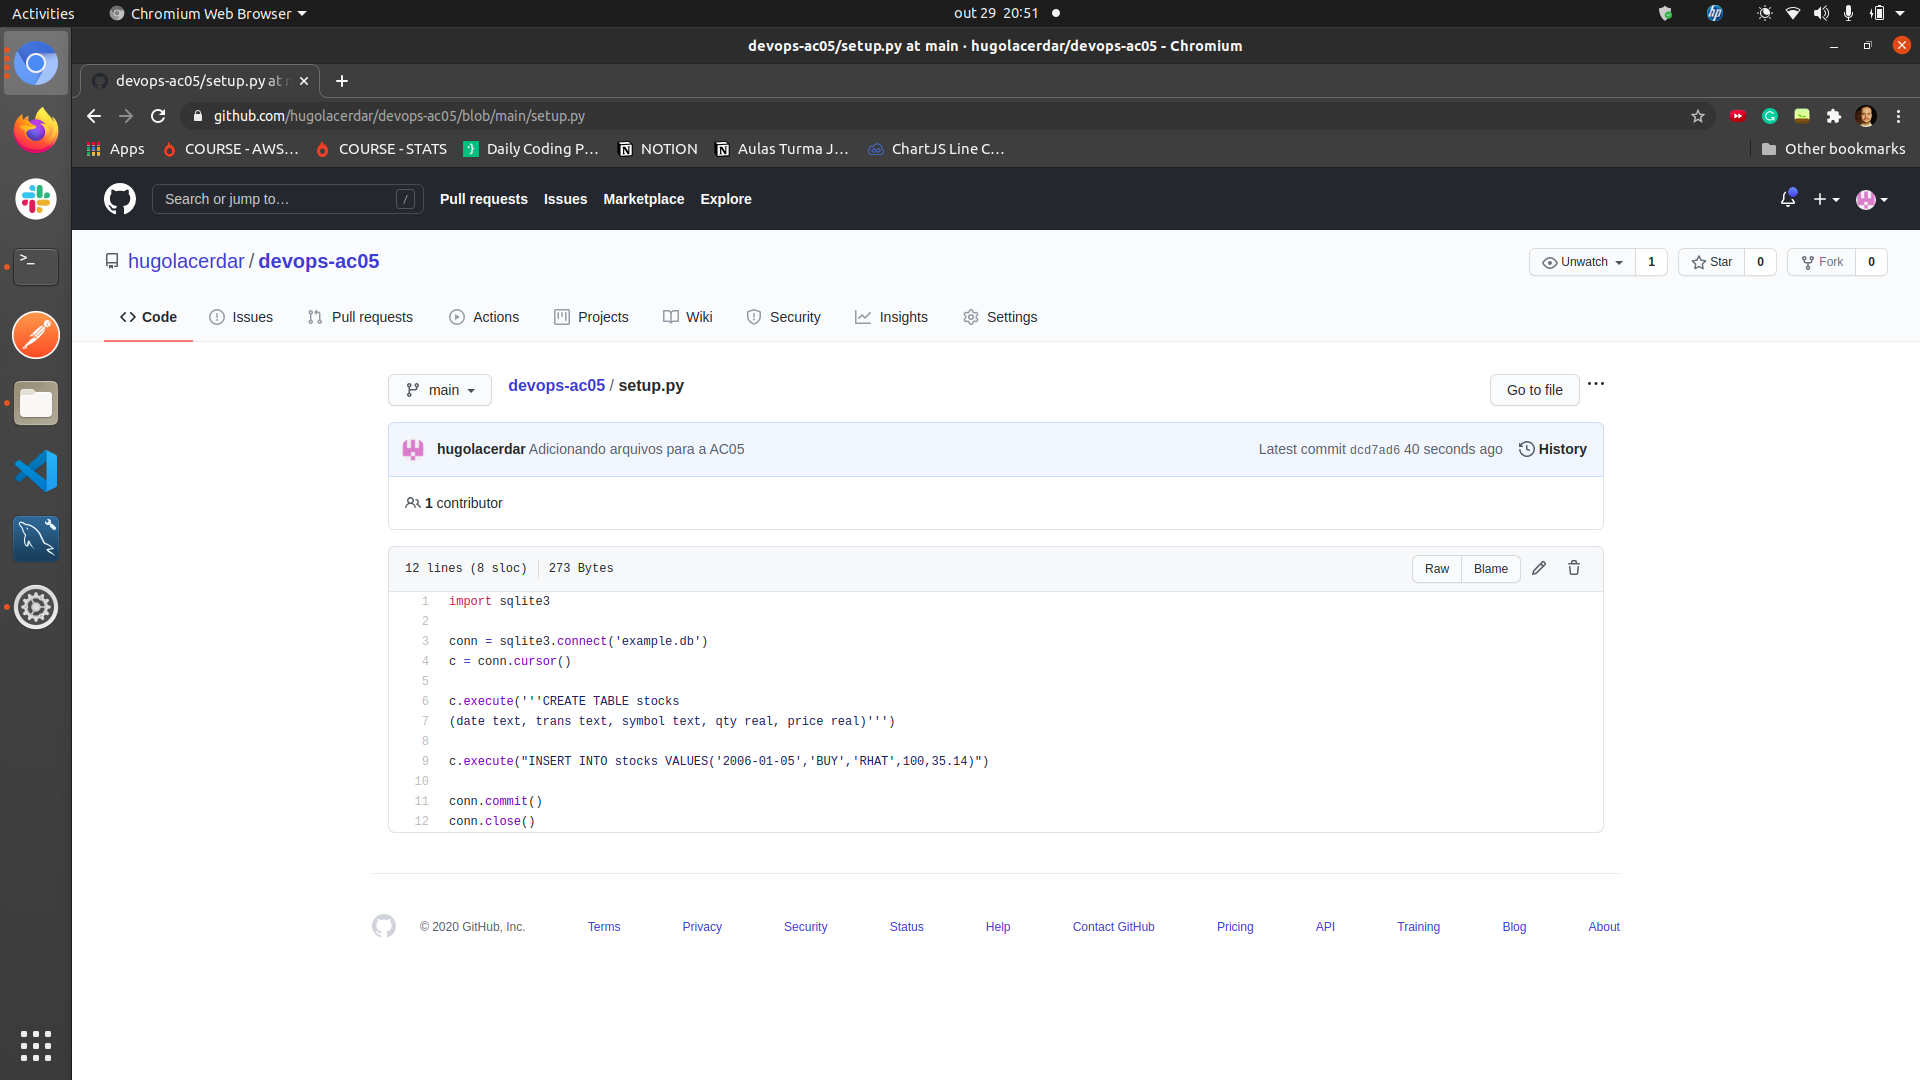 Activities
Chromium Web Browser
out 29 20:51
devops-ac05/setup.py at main · hugolacerdar/devops-ac05 - Chromium
devops-ac05/setup.py at
github.com/hugolacerdar/devops-ac05/blob/main/setup.py
Apps
COURSE - AWS…
COURSE - STATS
Daily Coding P…
NOTION
Aulas Turma J…
ChartJS Line C…
Other bookmarks
Search or jump to… /
Pull requests
Issues
Marketplace
Explore
hugolacerdar / devops-ac05
Unwatch 1
Star 0
Fork 0
Code
Issues
Pull requests
Actions
Projects
Wiki
Security
Insights
Settings
main
devops-ac05 / setup.py
Go to file
hugolacerdar Adicionando arquivos para a AC05
Latest commit dcd7ad6 40 seconds ago
History
1 contributor
12 lines (8 sloc) 273 Bytes
Raw
Blame
1 import sqlite3
2
3 conn = sqlite3.connect('example.db')
4 c = conn.cursor()
5
6 c.execute('''CREATE TABLE stocks
7 (date text, trans text, symbol text, qty real, price real)''')
8
9 c.execute("INSERT INTO stocks VALUES('2006-01-05','BUY','RHAT',100,35.14)")
10
11 conn.commit()
12 conn.close()
© 2020 GitHub, Inc.
Terms
Privacy
Security
Status
Help
Contact GitHub
Pricing
API
Training
Blog
About